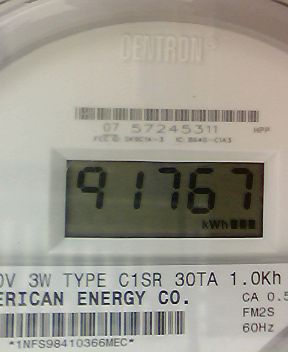 CENTRON®
07 57245311 HPP
91767
kWh
0V 3W TYPE C1SR 30TA 1.0Kh
ERICAN ENERGY CO.
CA 0.5
FM2S
60Hz
*1NFS98410366MEC*